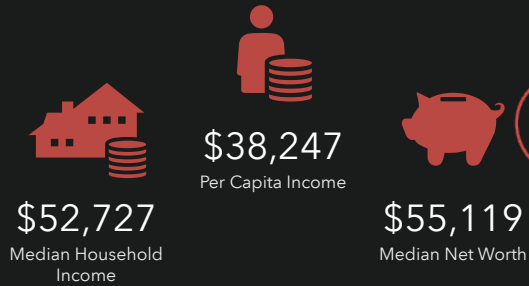 $38,247
Per Capita Income
$52,727
Median Household
Income
$55,119
Median Net Worth